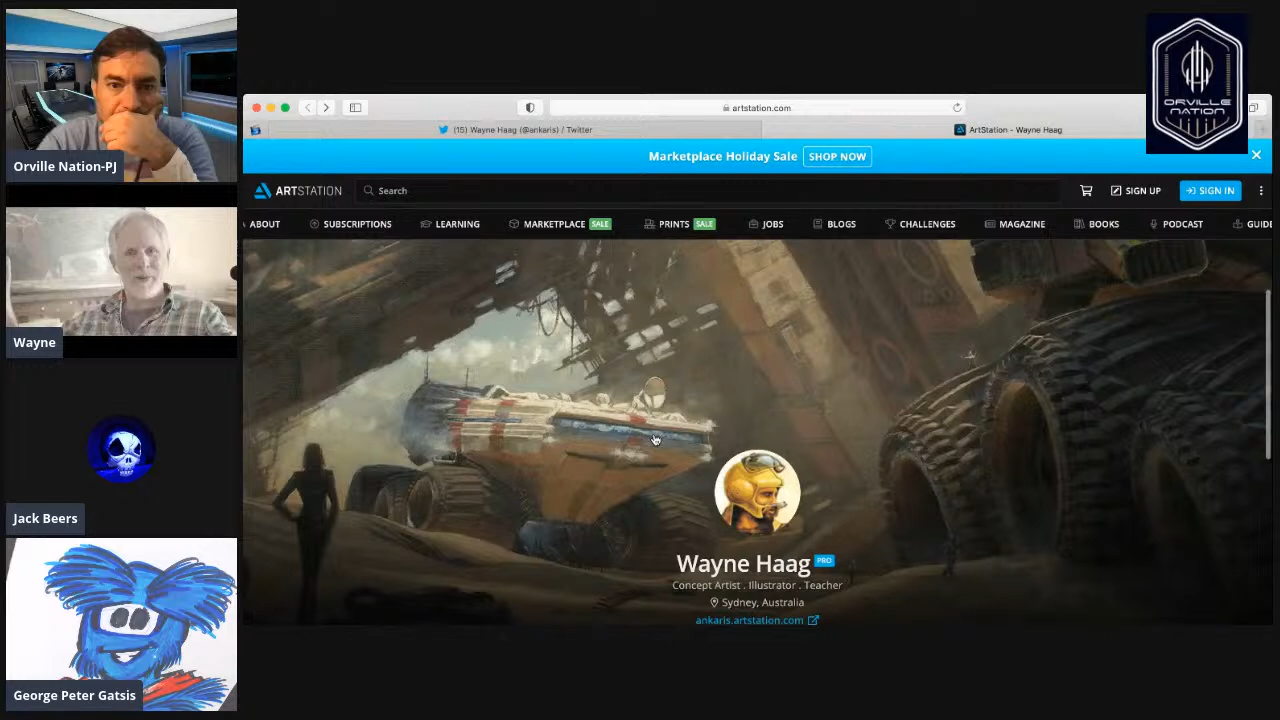 Orville Nation-PJ
Wayne
Jack Beers
George Peter Gatsis
artstation.com
(15) Wayne Haag (@ankaris) / Twitter
ArtStation - Wayne Haag
ORVILLE
NATION
Marketplace Holiday Sale SHOP NOW
ARTSTATION
Search
SIGN UP
SIGN IN
ABOUT
SUBSCRIPTIONS
LEARNING
MARKETPLACE SALE
PRINTS SALE
JOBS
BLOGS
CHALLENGES
MAGAZINE
BOOKS
PODCAST
GUIDE
Wayne Haag PRO
Concept Artist . Illustrator . Teacher
Sydney, Australia
ankaris.artstation.com